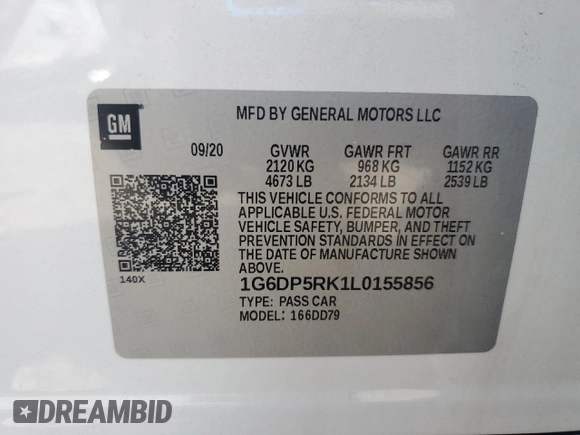 GM
MFD BY GENERAL MOTORS LLC
09/20 GVWR GAWR FRT GAWR RR
2120 KG 968 KG 1152 KG
4673 LB 2134 LB 2539 LB
THIS VEHICLE CONFORMS TO ALL
APPLICABLE U.S. FEDERAL MOTOR
VEHICLE SAFETY, BUMPER, AND THEFT
PREVENTION STANDARDS IN EFFECT ON
THE DATE OF MANUFACTURE SHOWN
ABOVE.
140X
1G6DP5RK1L0155856
TYPE: PASS CAR
MODEL: 166DD79
DREAMBID